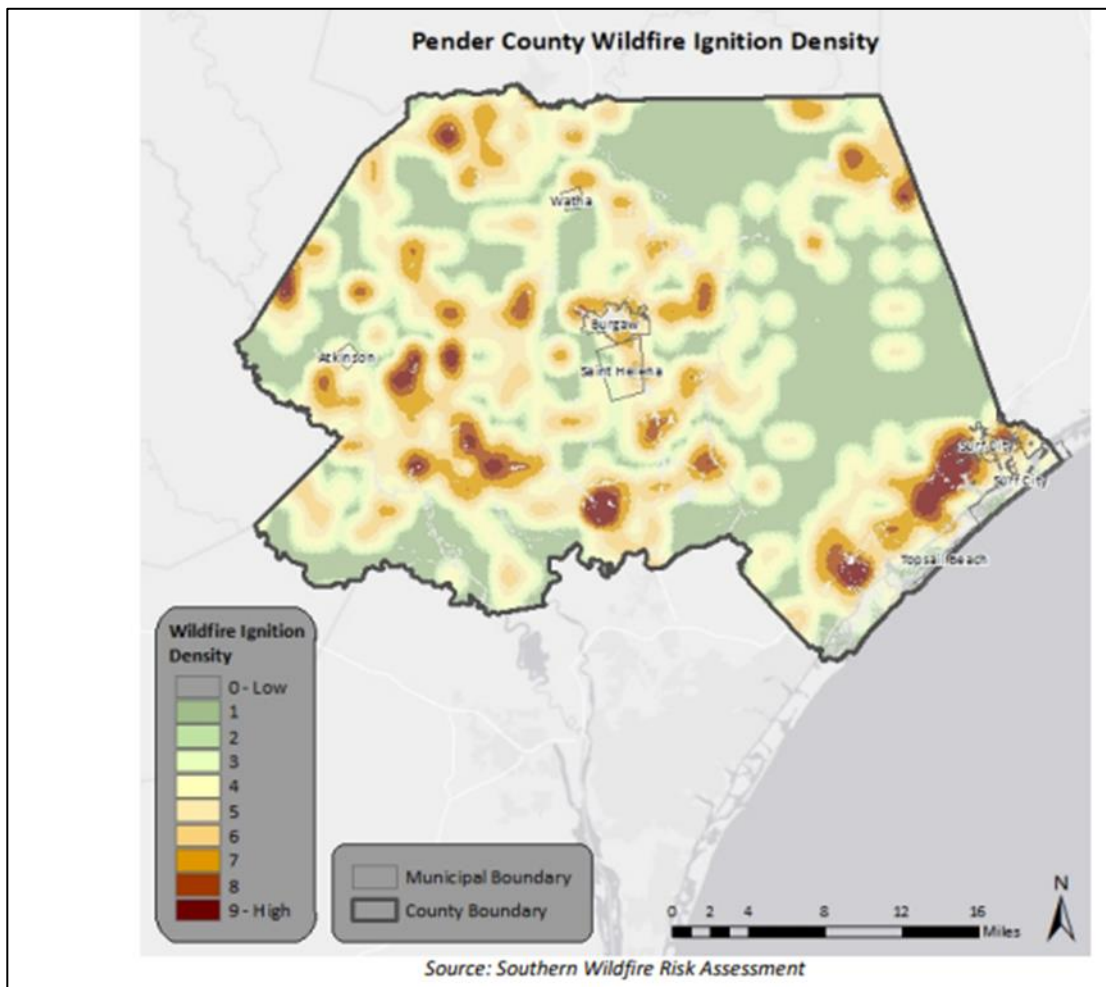 Pender County Wildfire Ignition Density
Watha
Burgaw
Atkinson
Saint Helena
Surf City
Surf City
Topsail Beach
Wildfire Ignition
Density
0 - Low
1
2
3
4
5
6
7
8
9 - High
Municipal Boundary
County Boundary
N
0 2 4 8 12 16
Miles
Source: Southern Wildfire Risk Assessment